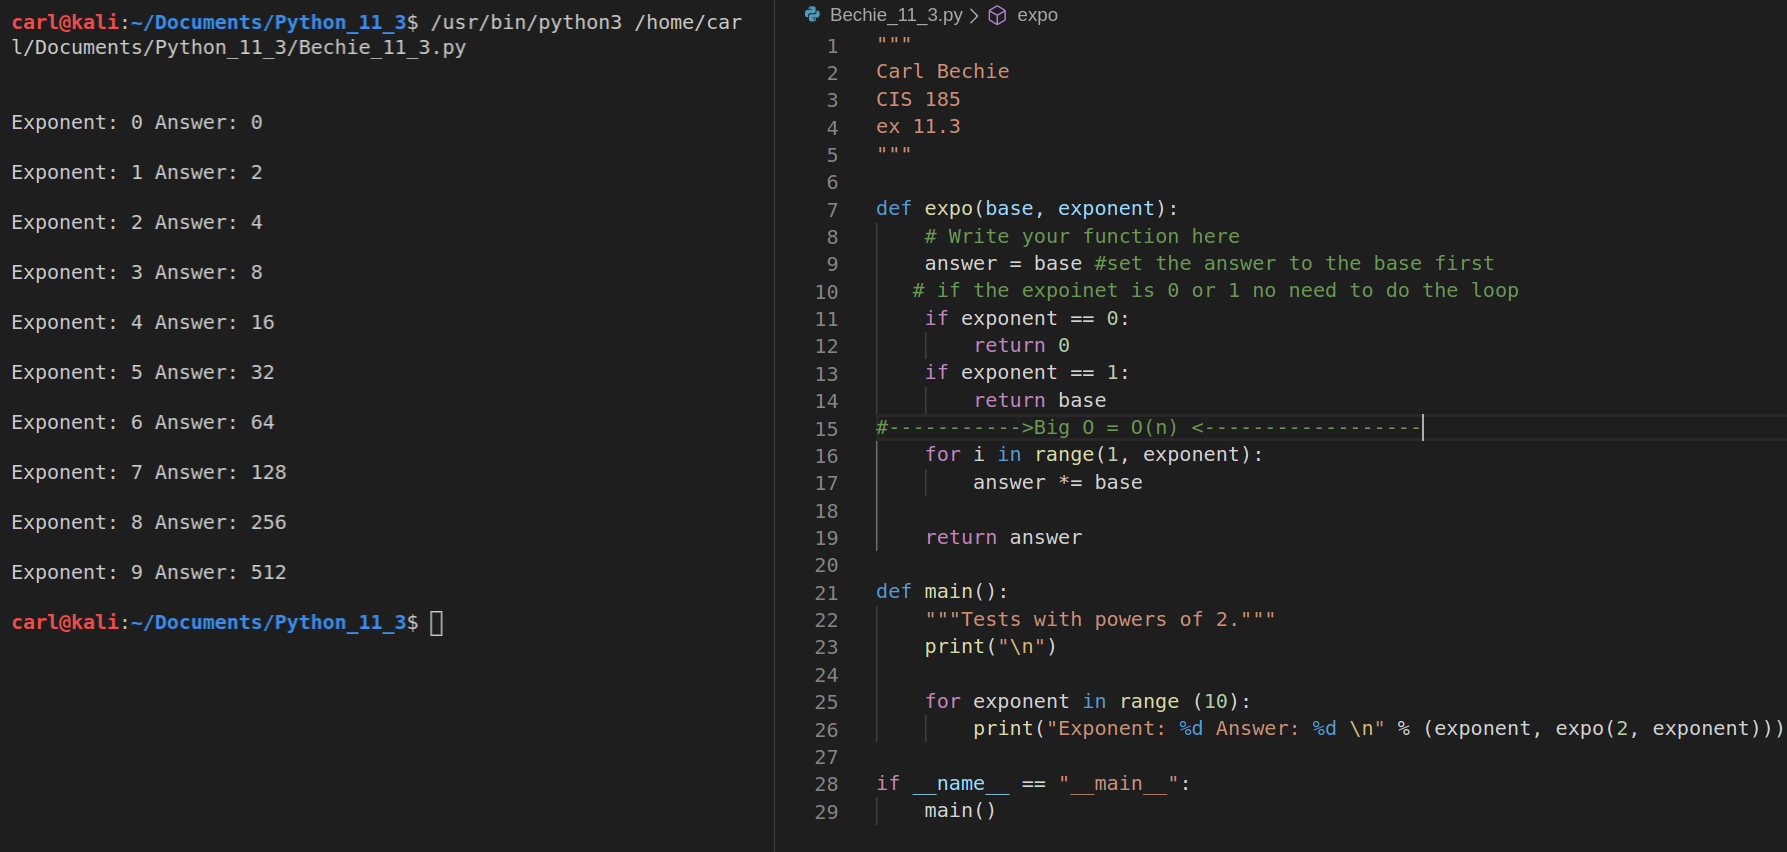 carl@kali:~/Documents/Python_11_3$ /usr/bin/python3 /home/car
l/Documents/Python_11_3/Bechie_11_3.py
Exponent: 0 Answer: 0
Exponent: 1 Answer: 2
Exponent: 2 Answer: 4
Exponent: 3 Answer: 8
Exponent: 4 Answer: 16
Exponent: 5 Answer: 32
Exponent: 6 Answer: 64
Exponent: 7 Answer: 128
Exponent: 8 Answer: 256
Exponent: 9 Answer: 512
carl@kali:~/Documents/Python_11_3$
Bechie_11_3.py > expo
1 """
2 Carl Bechie
3 CIS 185
4 ex 11.3
5 """
6
7 def expo(base, exponent):
8     # Write your function here
9     answer = base #set the answer to the base first
10    # if the expoinet is 0 or 1 no need to do the loop
11     if exponent == 0:
12         return 0
13     if exponent == 1:
14         return base
15 #----------->Big O = O(n) <------------------
16     for i in range(1, exponent):
17         answer *= base
18
19     return answer
20
21 def main():
22     """Tests with powers of 2."""
23     print("\n")
24
25     for exponent in range (10):
26         print("Exponent: %d Answer: %d \n" % (exponent, expo(2, exponent)))
27
28 if __name__ == "__main__":
29     main()